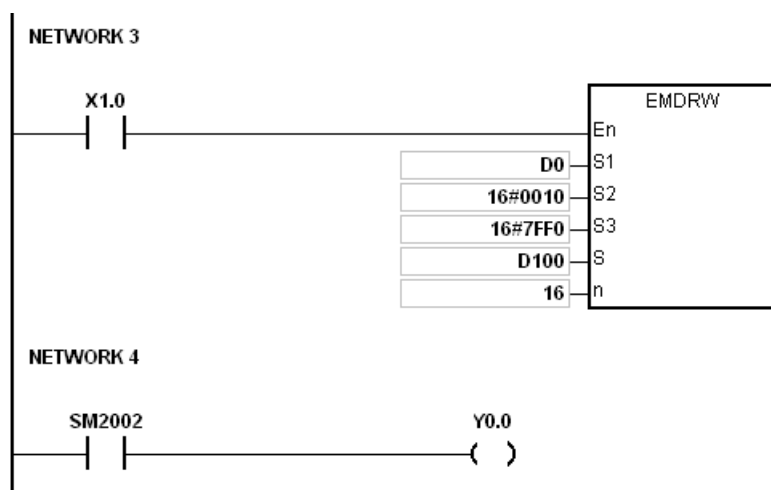 NETWORK 3
X1.0
EMDRW
En
D0 S1
16#0010 S2
16#7FF0 S3
D100 S
16 n
NETWORK 4
SM2002 Y0.0